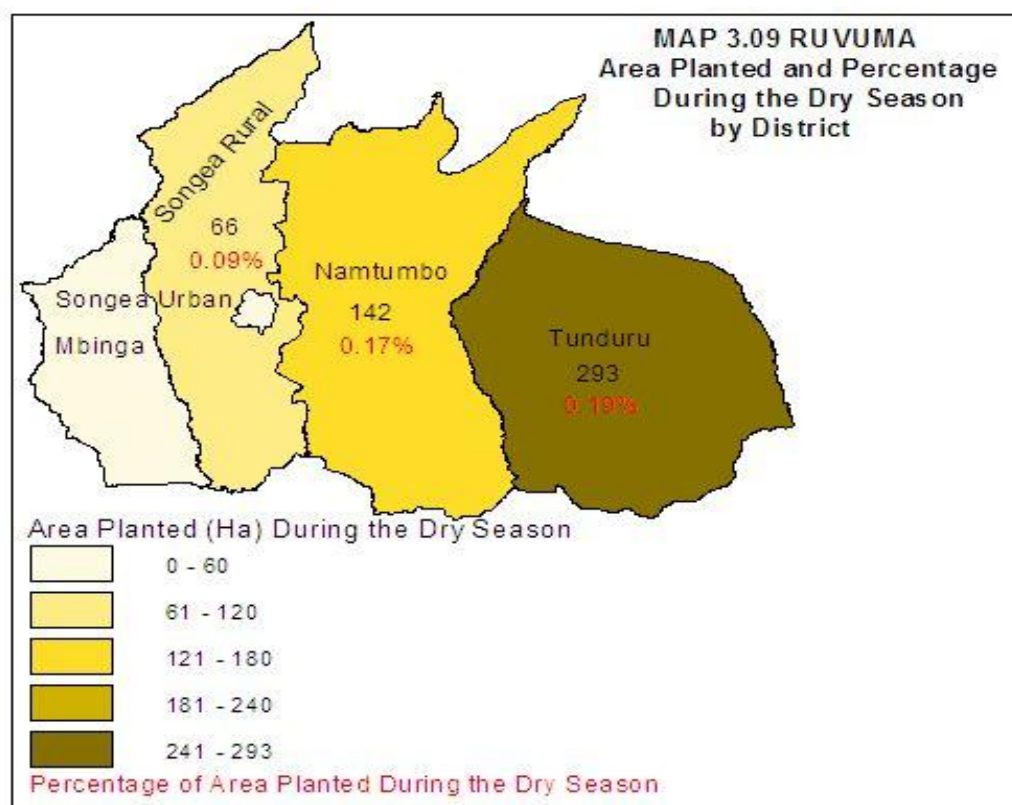 MAP 3.09 RUVUMA
Area Planted and Percentage
During the Dry Season
by District
Songea Rural
66
0.09%
Songea Urban
Mbinga
Namtumbo
142
0.17%
Tunduru
293
0.19%
Area Planted (Ha) During the Dry Season
0 - 60
61 - 120
121 - 180
181 - 240
241 - 293
Percentage of Area Planted During the Dry Season